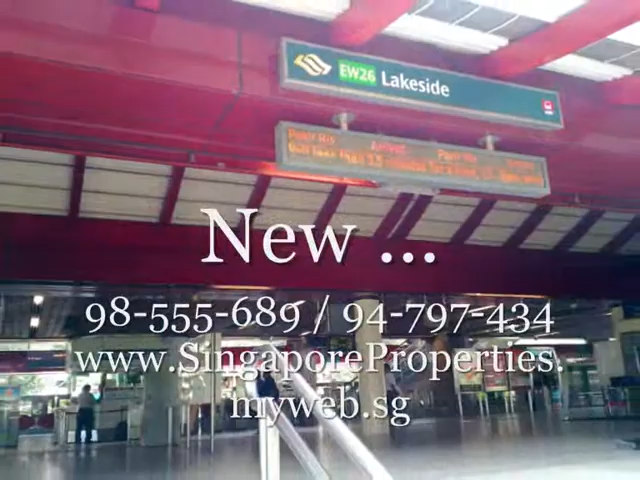 EW26 Lakeside
New ...
98-555-689 / 94-797-434
www.SingaporeProperties.
myweb.sg